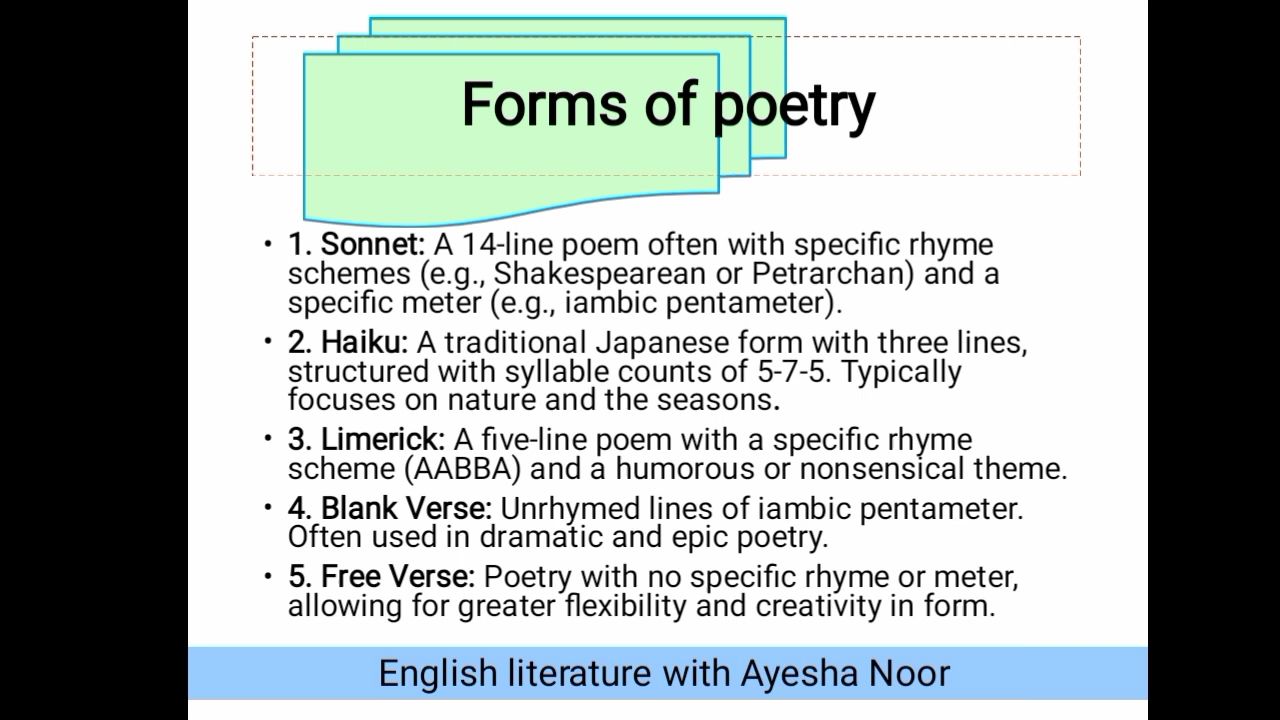 Forms of poetry
• 1. Sonnet: A 14-line poem often with specific rhyme
schemes (e.g., Shakespearean or Petrarchan) and a
specific meter (e.g., iambic pentameter).
• 2. Haiku: A traditional Japanese form with three lines,
structured with syllable counts of 5-7-5. Typically
focuses on nature and the seasons.
• 3. Limerick: A five-line poem with a specific rhyme
scheme (AABBA) and a humorous or nonsensical theme.
• 4. Blank Verse: Unrhymed lines of iambic pentameter.
Often used in dramatic and epic poetry.
• 5. Free Verse: Poetry with no specific rhyme or meter,
allowing for greater flexibility and creativity in form.
English literature with Ayesha Noor